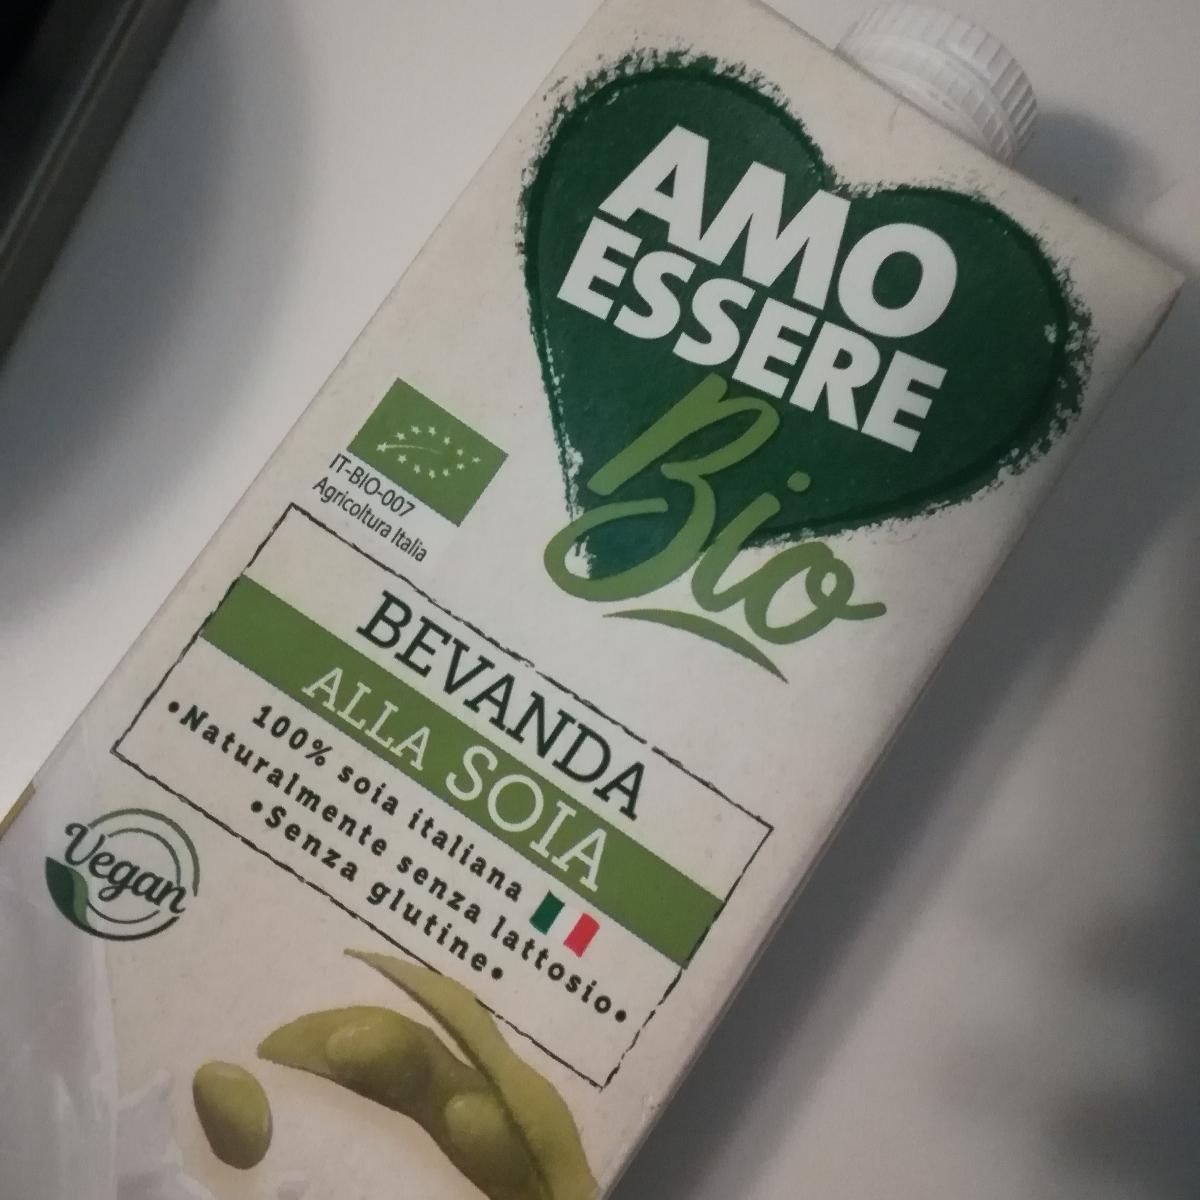 AMO
ESSERE
Bio
IT-BIO-007
Agricoltura Italia
BEVANDA
ALLA SOIA
100% soia italiana
•Naturalmente senza lattosio•
•Senza glutine•
Vegan